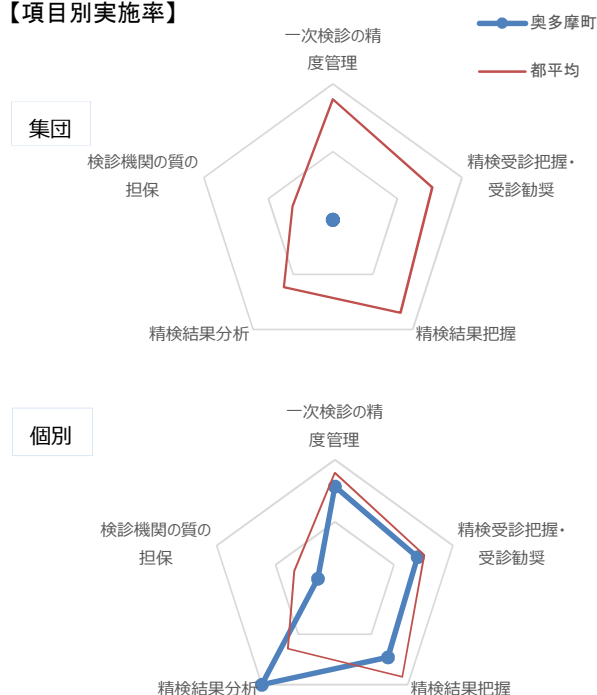 【項目別実施率】
奥多摩町
都平均
集団
一次検診の精
度管理
精検受診把握・
受診勧奨
精検結果把握
精検結果分析
検診機関の質の
担保
個別
一次検診の精
度管理
精検受診把握・
受診勧奨
精検結果把握
精検結果分析
検診機関の質の
担保